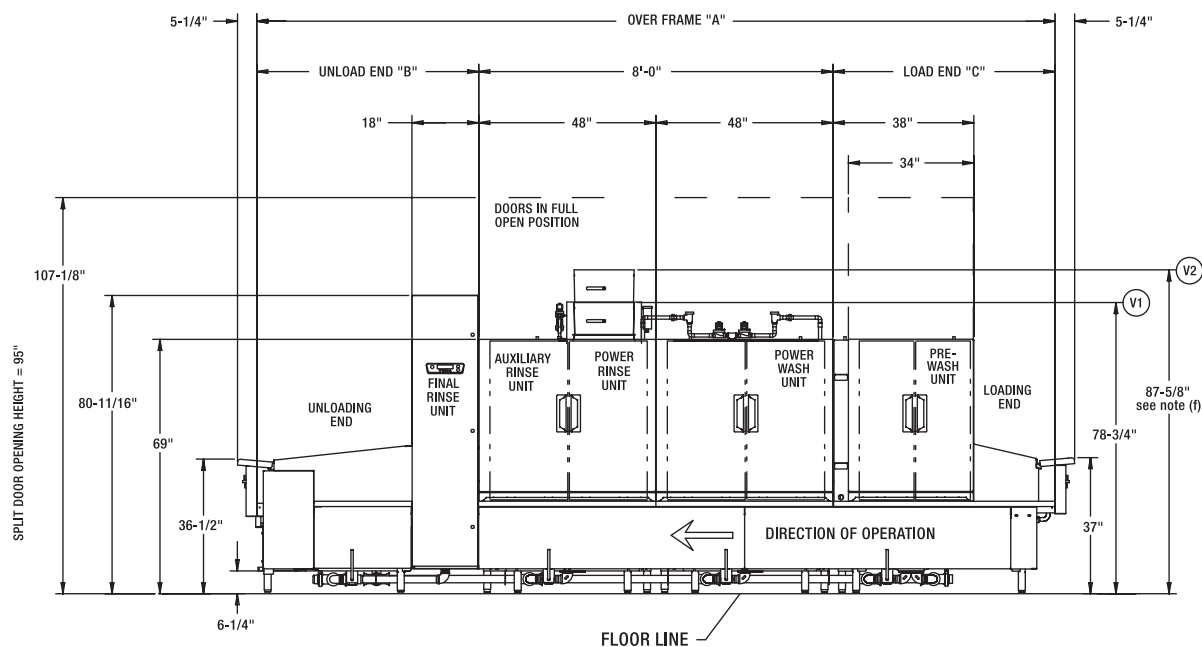 5-1/4"
OVER FRAME "A"
5-1/4"
UNLOAD END "B"
8'-0"
LOAD END "C"
18"
48"
48"
38"
34"
DOORS IN FULL
OPEN POSITION
107-1/8"
V2
V1
80-11/16"
AUXILIARY
RINSE
UNIT
POWER
RINSE
UNIT
POWER
WASH
UNIT
PRE-
WASH
UNIT
FINAL
RINSE
UNIT
UNLOADING
END
LOADING
END
87-5/8"
see note (f)
78-3/4"
69"
SPLIT DOOR OPENING HEIGHT = 95"
36-1/2"
DIRECTION OF OPERATION
37"
6-1/4"
FLOOR LINE